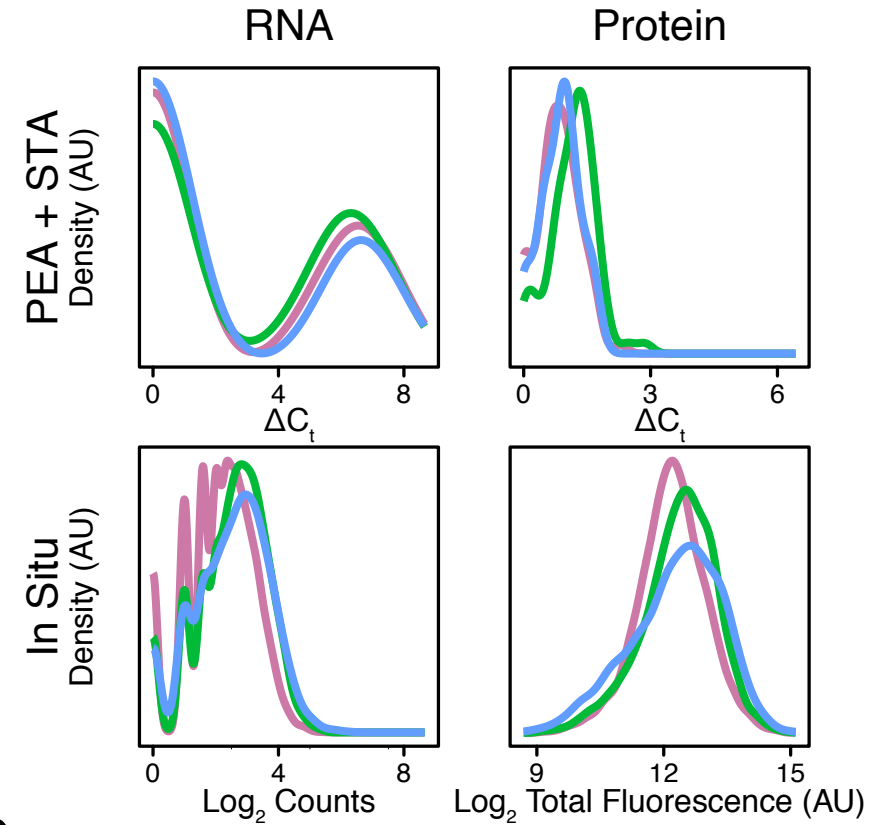 RNA
Protein
PEA + STA
Density (AU)
0 4 8
ΔCt
0 3 6
ΔCt
In Situ
Density (AU)
0 4 8
Log2 Counts
9 12 15
Log2 Total Fluorescence (AU)